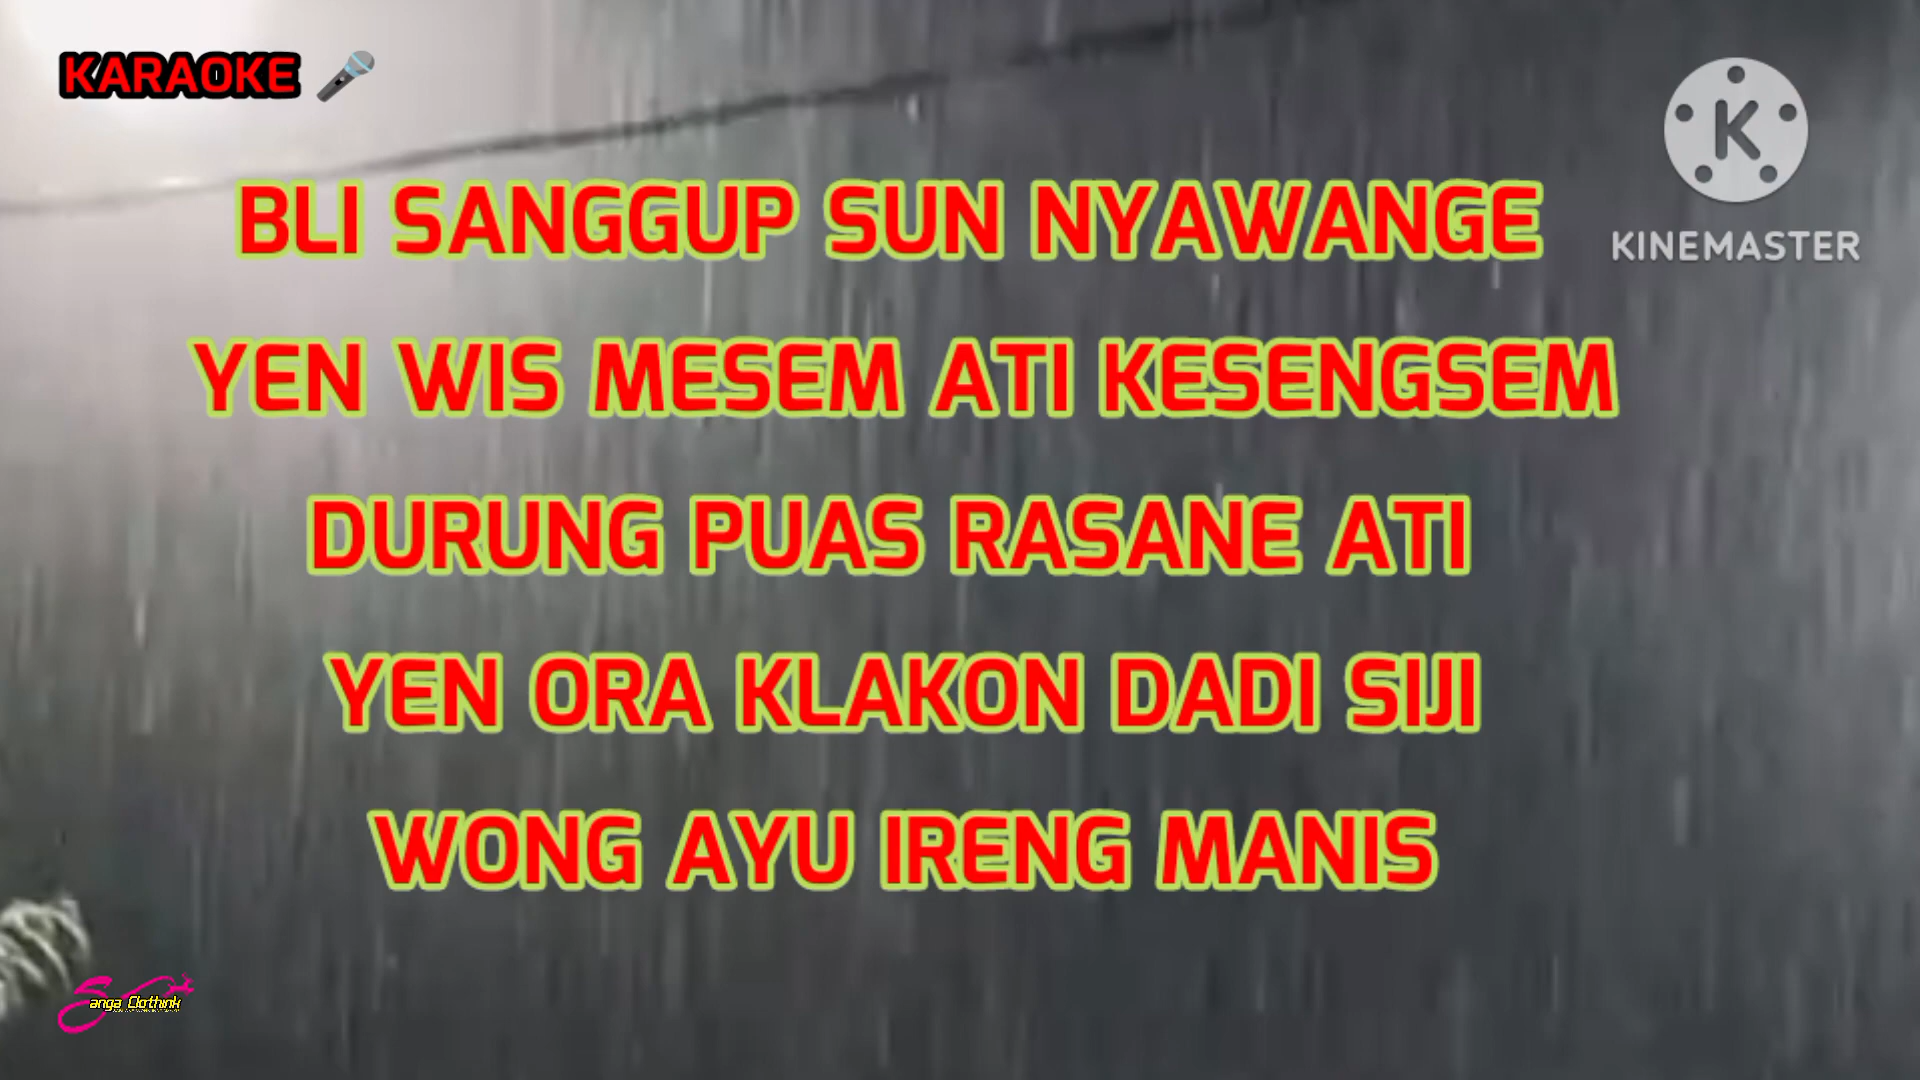 KARAOKE
KINEMASTER
BLI SANGGUP SUN NYAWANGE
YEN WIS MESEM ATI KESENGSEM
DURUNG PUAS RASANE ATI
YEN ORA KLAKON DADI SIJI
WONG AYU IRENG MANIS
Sanga Clothink